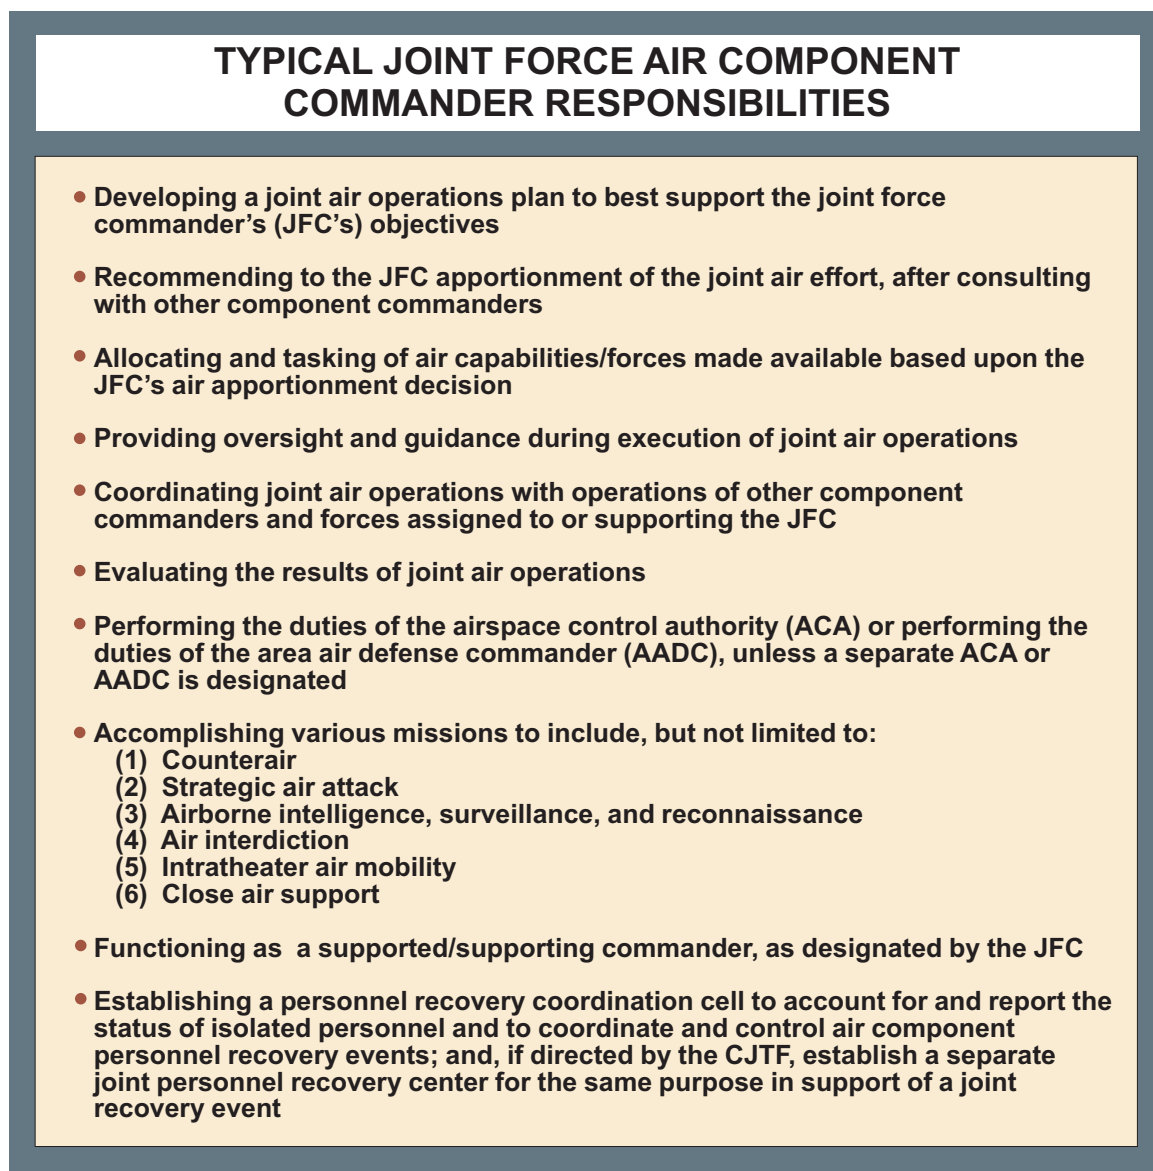 TYPICAL JOINT FORCE AIR COMPONENT
COMMANDER RESPONSIBILITIES
• Developing a joint air operations plan to best support the joint force
commander’s (JFC’s) objectives
• Recommending to the JFC apportionment of the joint air effort, after consulting
with other component commanders
• Allocating and tasking of air capabilities/forces made available based upon the
JFC’s air apportionment decision
• Providing oversight and guidance during execution of joint air operations
• Coordinating joint air operations with operations of other component
commanders and forces assigned to or supporting the JFC
• Evaluating the results of joint air operations
• Performing the duties of the airspace control authority (ACA) or performing the
duties of the area air defense commander (AADC), unless a separate ACA or
AADC is designated
• Accomplishing various missions to include, but not limited to:
(1) Counterair
(2) Strategic air attack
(3) Airborne intelligence, surveillance, and reconnaissance
(4) Air interdiction
(5) Intratheater air mobility
(6) Close air support
• Functioning as a supported/supporting commander, as designated by the JFC
• Establishing a personnel recovery coordination cell to account for and report the
status of isolated personnel and to coordinate and control air component
personnel recovery events; and, if directed by the CJTF, establish a separate
joint personnel recovery center for the same purpose in support of a joint
recovery event